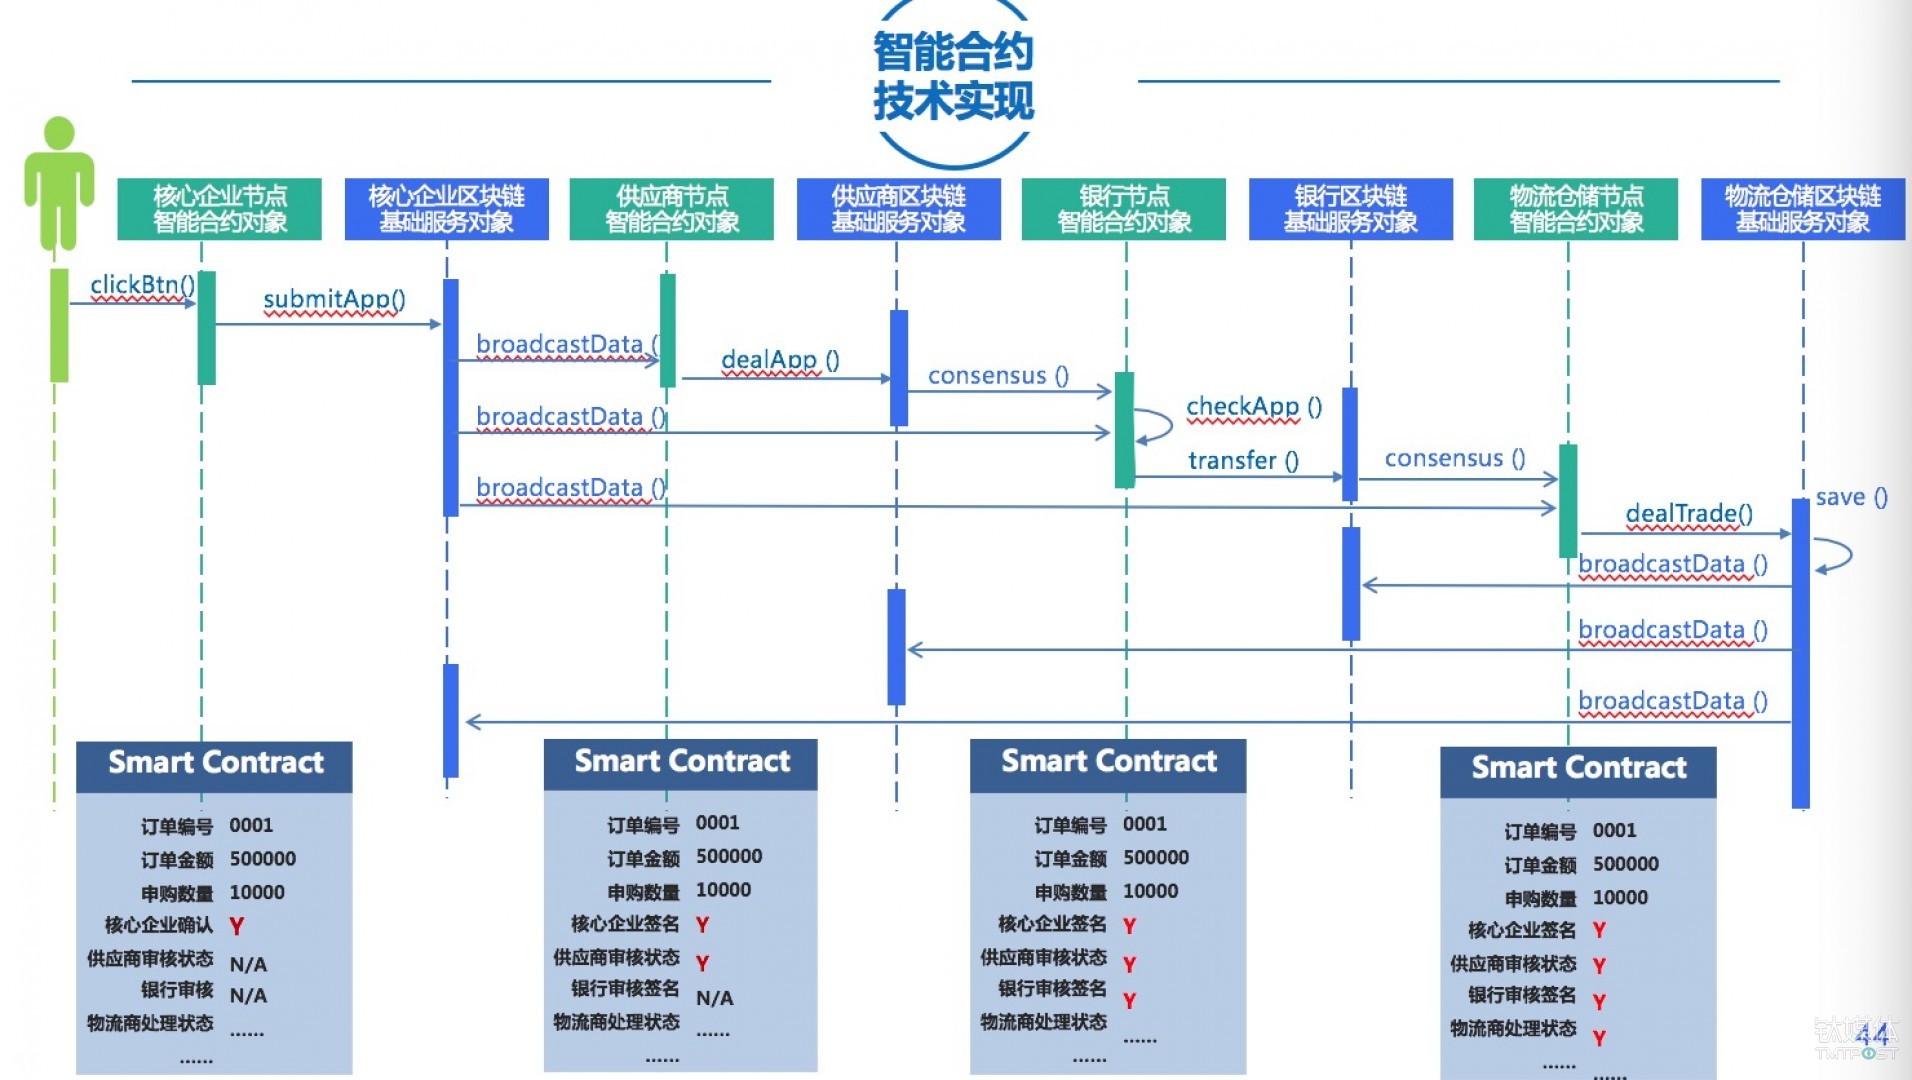 智能合约
技术实现
核心企业节点
智能合约对象
核心企业区块链
基础服务对象
供应商节点
智能合约对象
供应商区块链
基础服务对象
银行节点
智能合约对象
银行区块链
基础服务对象
物流仓储节点
智能合约对象
物流仓储区块链
基础服务对象
clickBtn()
submitApp()
broadcastData (
dealApp ()
consensus ()
broadcastData ()
checkApp ()
transfer ()
consensus ()
broadcastData ()
save ()
dealTrade()
broadcastData ()
broadcastData ()
broadcastData ()
Smart Contract
订单编号 0001
订单金额 500000
申购数量 10000
核心企业确认 Y
供应商审核状态 N/A
银行审核 N/A
物流商处理状态 ......
......
Smart Contract
订单编号 0001
订单金额 500000
申购数量 10000
核心企业签名 Y
供应商审核状态 Y
银行审核签名 N/A
物流商处理状态 ......
......
Smart Contract
订单编号 0001
订单金额 500000
申购数量 10000
核心企业签名 Y
供应商审核状态 Y
银行审核签名 Y
物流商处理状态 ......
......
Smart Contract
订单编号 0001
订单金额 500000
申购数量 10000
核心企业签名 Y
供应商审核状态 Y
银行审核签名 Y
物流商处理状态 Y
...... ......
44
钛媒体
TMTPOST